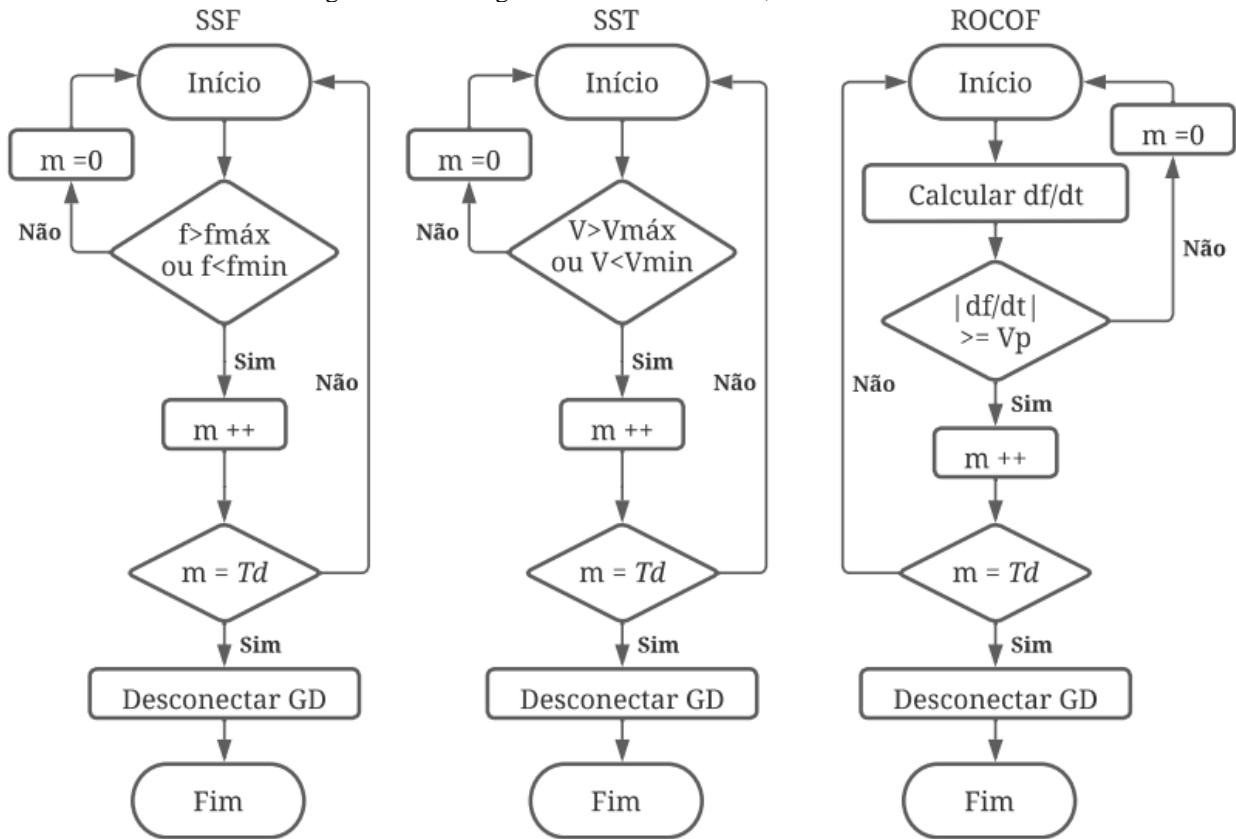 SSF
Início
m =0
Não
f>fmáx
ou f<fmin
Sim
Não
m ++
m = Td
Sim
Desconectar GD
Fim
SST
Início
m =0
Não
V>Vmáx
ou V<Vmin
Sim
Não
m ++
m = Td
Sim
Desconectar GD
Fim
ROCOF
Início
m =0
Calcular df/dt
Não
|df/dt|
>= Vp
Não
Sim
m ++
m = Td
Sim
Desconectar GD
Fim